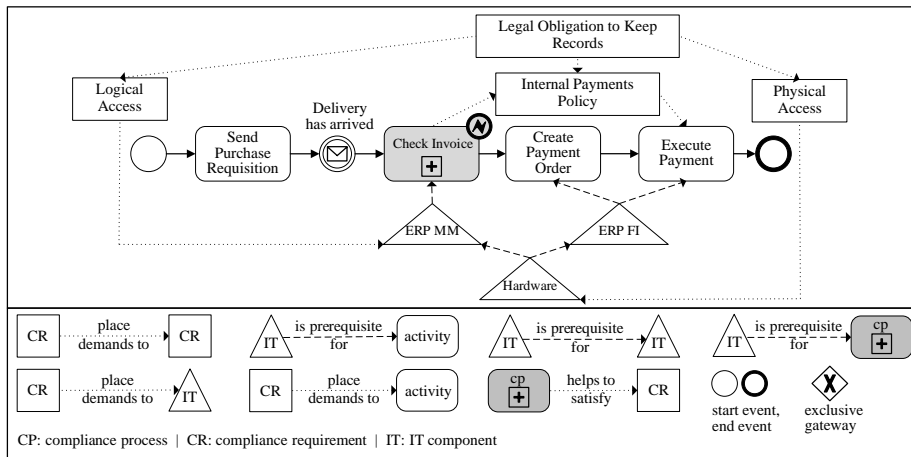 Legal Obligation to Keep
Records
Logical
Access
Internal Payments
Policy
Physical
Access
Delivery
has arrived
Send
Purchase
Requisition
Check Invoice
Create
Payment
Order
Execute
Payment
ERP MM
ERP FI
Hardware
CR
place
demands to
CR
IT
is prerequisite
for
activity
IT
is prerequisite
for
IT
IT
is prerequisite
for
cp
CR
place
demands to
IT
CR
place
demands to
activity
cp
helps to
satisfy
CR
start event,
end event
X
exclusive
gateway
CP: compliance process | CR: compliance requirement | IT: IT component